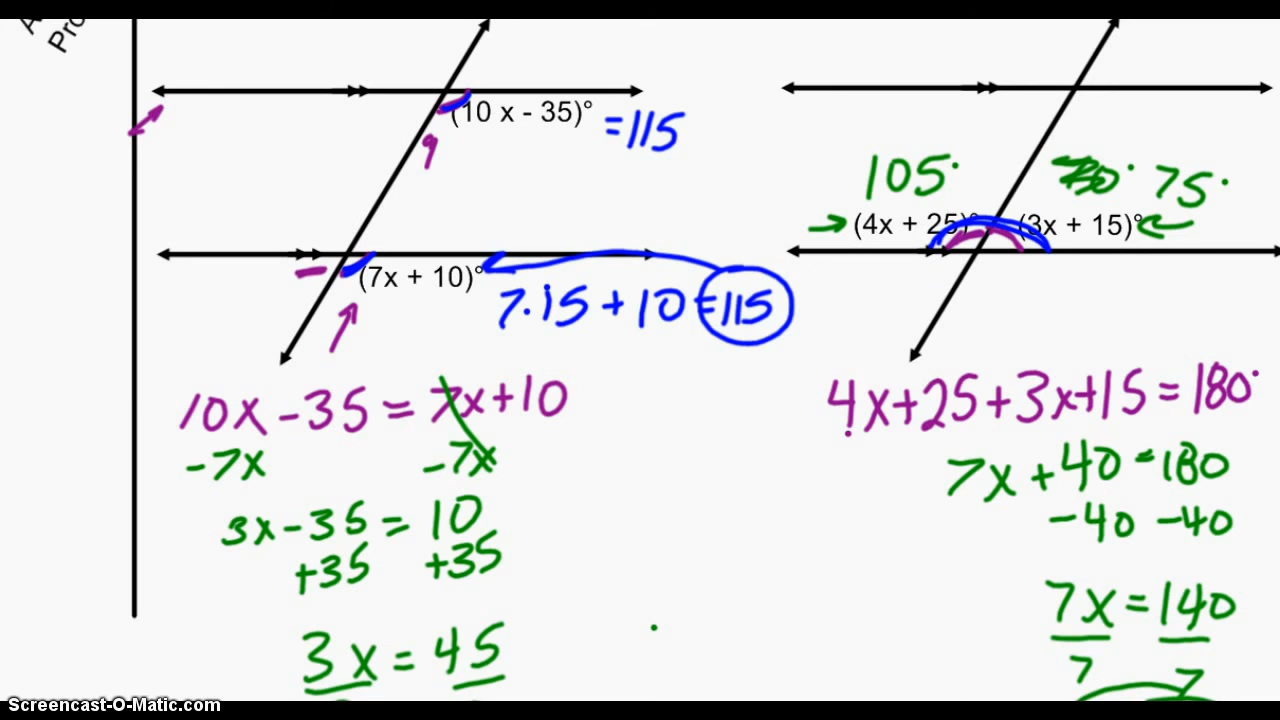 Pro
(10 x - 35)° = 115
(7x + 10)°
7.15 + 10 = 115
10x - 35 = 7x + 10
-7x -7x
3x - 35 = 10
+35 +35
3x = 45
105° 75°
(4x + 25)° (3x + 15)°
4x + 25 + 3x + 15 = 180°
7x + 40 = 180
-40 -40
7x = 140
7 7
Screencast-O-Matic.com